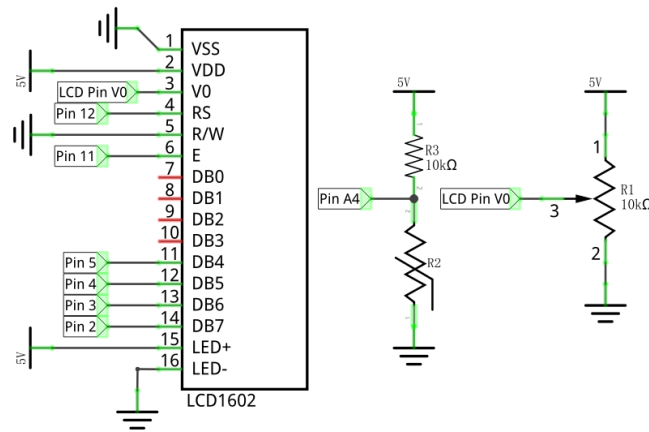 1 VSS
5V 2 VDD
LCD Pin V0 3 V0
Pin 12 4 RS
5 R/W
Pin 11 6 E
7 DB0
8 DB1
9 DB2
10 DB3
Pin 5 11 DB4
Pin 4 12 DB5
Pin 3 13 DB6
Pin 2 14 DB7
5V 15 LED+
16 LED-
LCD1602
5V
R3
10kΩ
Pin A4
R2
5V
1
R1
10kΩ
LCD Pin V0
3
2